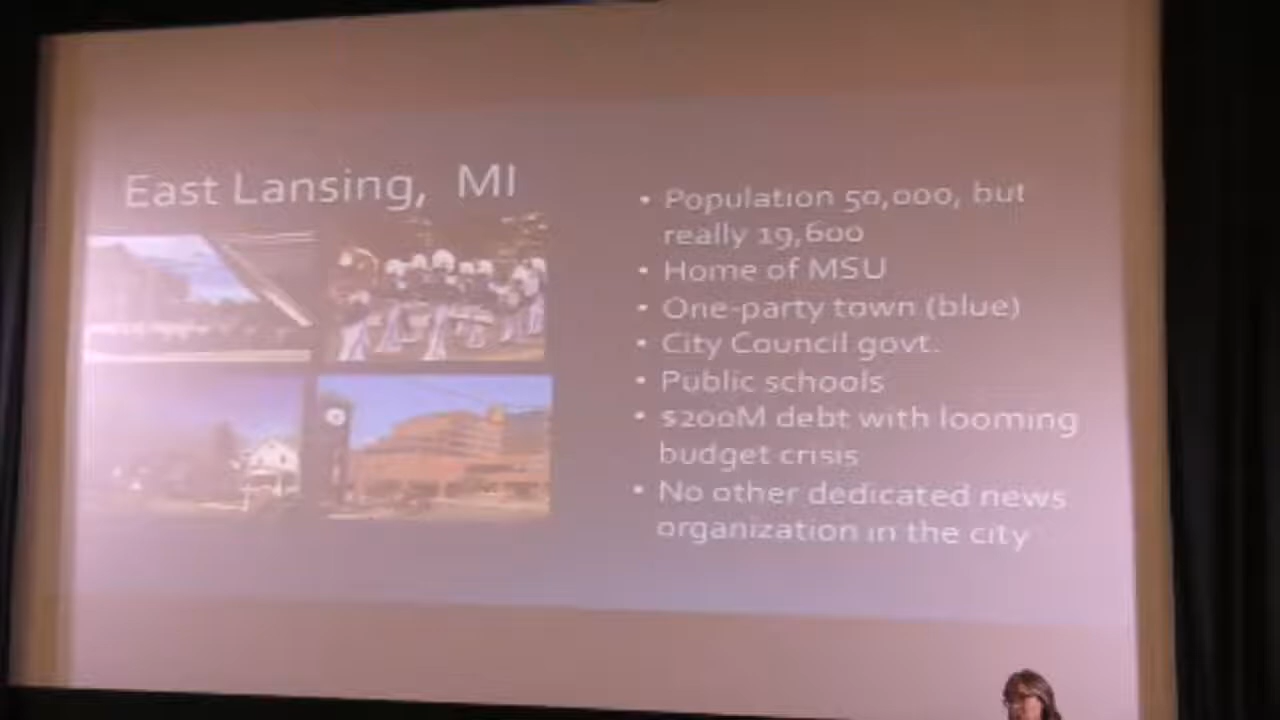 East Lansing, MI
• Population 50,000, but
really 19,600
• Home of MSU
• One-party town (blue)
• City Council govt.
• Public schools
• $200M debt with looming
budget crisis
• No other dedicated news
organization in the city